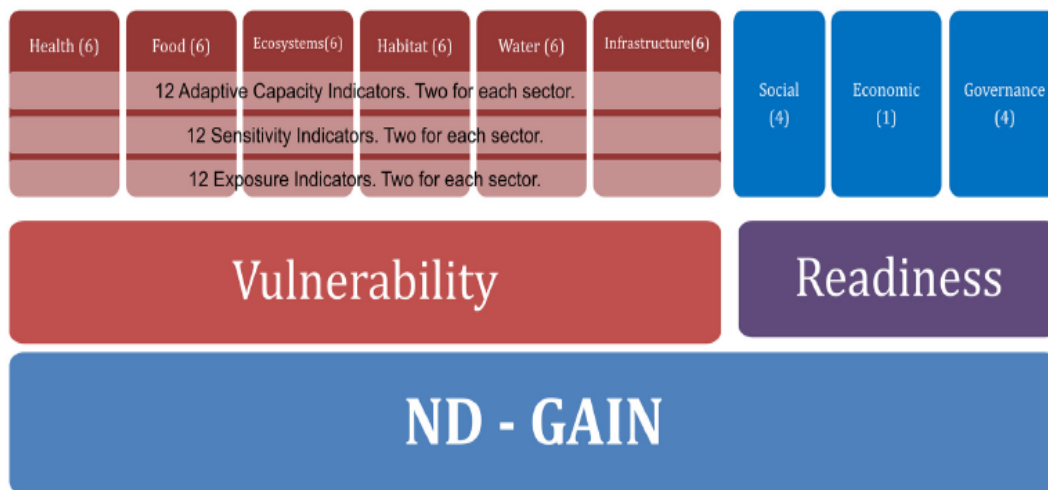 Health (6)
Food (6)
Ecosystems(6)
Habitat (6)
Water (6)
Infrastructure(6)
12 Adaptive Capacity Indicators. Two for each sector.
12 Sensitivity Indicators. Two for each sector.
12 Exposure Indicators. Two for each sector.
Social
(4)
Economic
(1)
Governance
(4)
Vulnerability
Readiness
ND - GAIN